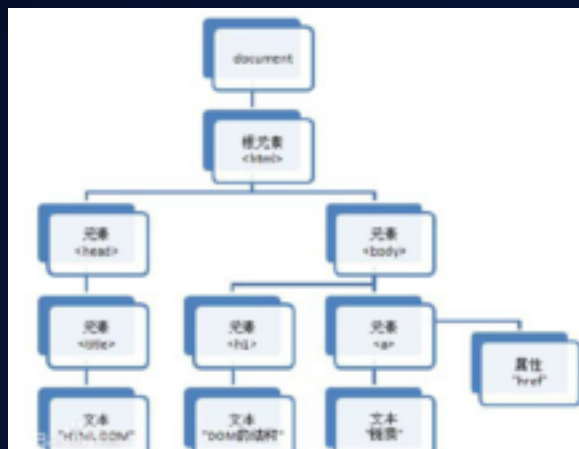 document
根元素
<html>
元素
<head>
元素
<body>
元素
<title>
元素
<h1>
元素
<a>
属性
"href"
文本
"HTML DOM"
文本
"DOM的结构"
文本
"链接"